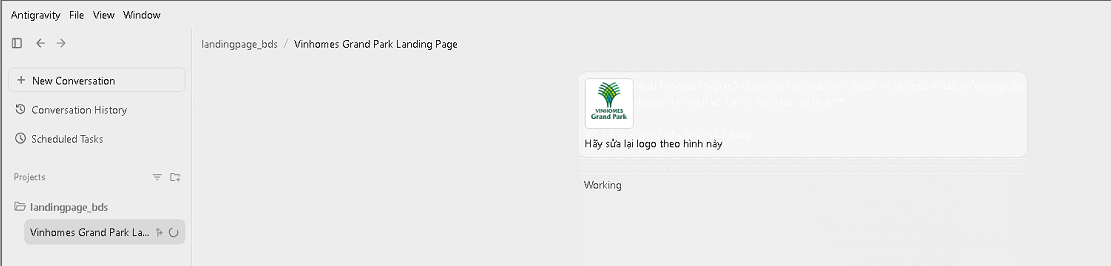 Antigravity File View Window
landingpage_bds / Vinhomes Grand Park Landing Page
+ New Conversation
Conversation History
Scheduled Tasks
Projects
landingpage_bds
Vinhomes Grand Park La...
VINHOMES
Grand Park
Hãy sửa lại logo theo hình này
Working